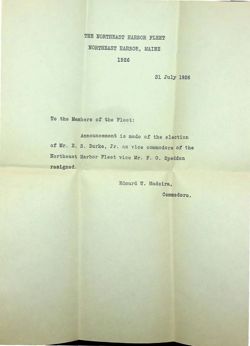 THE NORTHEAST HARBOR FLEET
NORTHEAST HARBOR, MAINE
1926
31 July 1926
To the Members of the Fleet:
Announcement is made of the election
of Mr. E. S. Burke, Jr. as vice commodore of the
Northeast Harbor Fleet vice Mr. F. O. Spedden
resigned.
Edward T. Madeira,
Commodore.